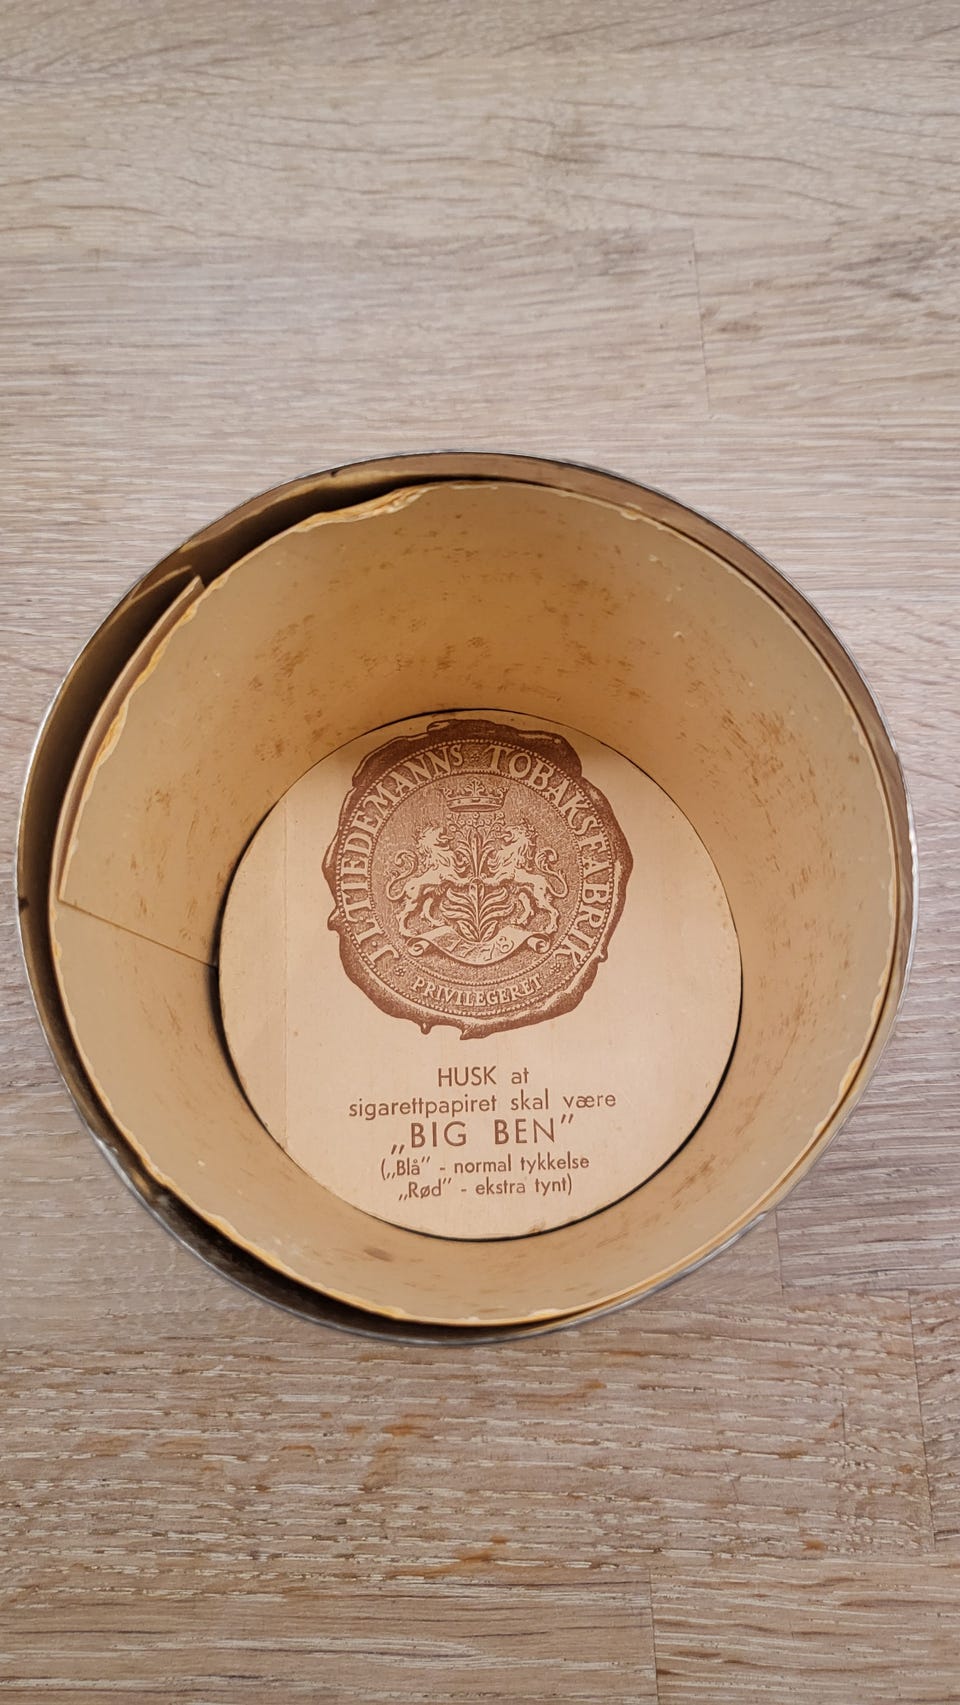 J.L.TIEDEMANNS TOBAKSFABRIK
1778
PRIVILEGERET
HUSK at
sigarettpapiret skal være
„BIG BEN”
(„Blå” - normal tykkelse
„Rød” - ekstra tynt)